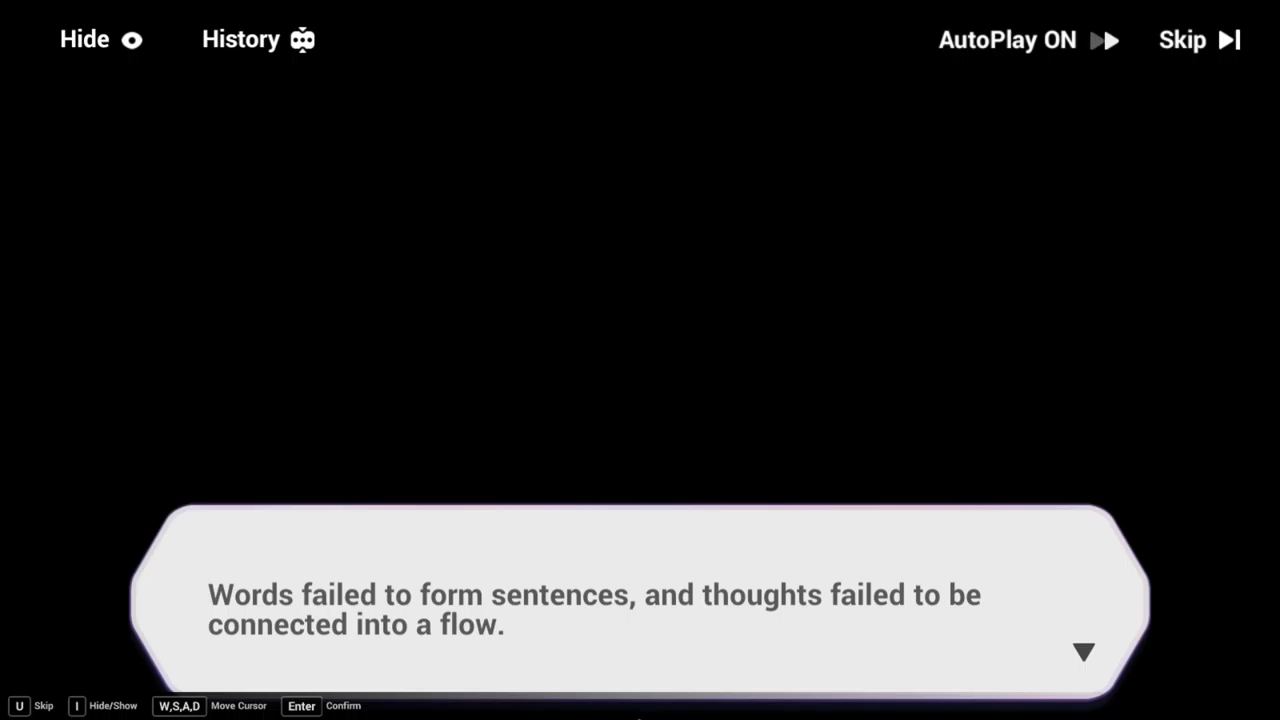 Hide
History
AutoPlay ON
Skip
Words failed to form sentences, and thoughts failed to be
connected into a flow.
U Skip I Hide/Show W,S,A,D Move Cursor Enter Confirm